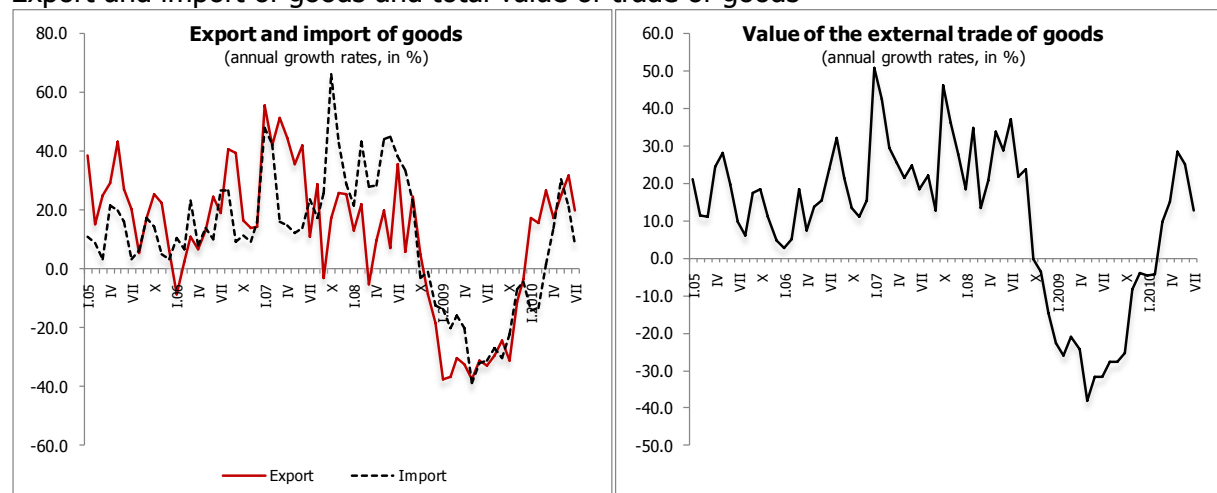 Export and import of goods and total value of trade of goods
Export and import of goods
(annual growth rates, in %)
80.0
60.0
40.0
20.0
0.0
-20.0
-40.0
-60.0
I.05 IV VII X I.06 IV VII X I.07 IV VII X I.08 IV VII X I.2009 IV VII X I.2010 IV VII
Export Import
Value of the external trade of goods
(annual growth rates, in %)
60.0
50.0
40.0
30.0
20.0
10.0
0.0
-10.0
-20.0
-30.0
-40.0
-50.0
I.05 IV VII X I.06 IV VII X I.07 IV VII X I.08 IV VII X I.2009 IV VII X I.2010 IV VII